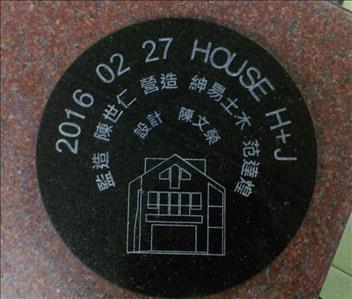 2016 02 27 HOUSE H+J
監造 陳世仁 營造 紳易土木 范蓬煌
設計 陳文榮